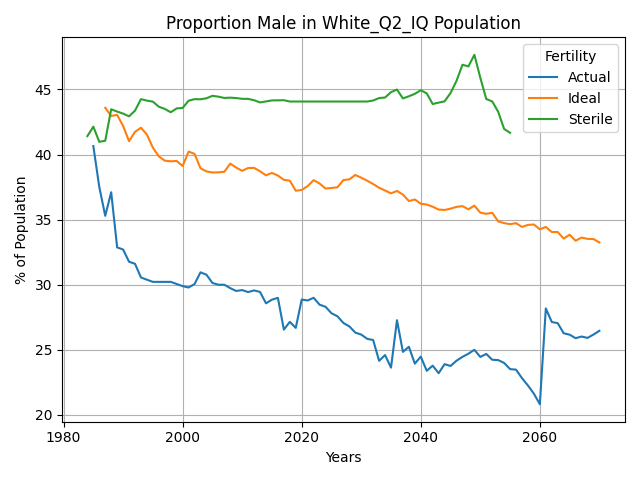 Proportion Male in White_Q2_IQ Population
Fertility
Actual
Ideal
Sterile
% of Population
45
40
35
30
25
20
1980
2000
2020
2040
2060
Years